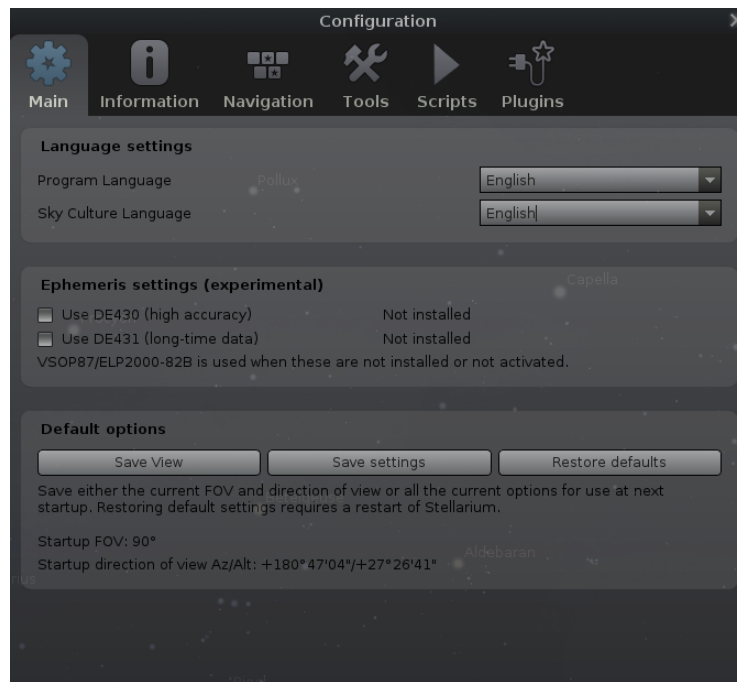 Configuration
Main Information Navigation Tools Scripts Plugins
Language settings
Program Language English
Pollux
Sky Culture Language English
Ephemeris settings (experimental)
Capella
Use DE430 (high accuracy) Not installed
Use DE431 (long-time data) Not installed
VSOP87/ELP2000-82B is used when these are not installed or not activated.
Default options
Save View Save settings Restore defaults
Save either the current FOV and direction of view or all the current options for use at next
startup. Restoring default settings requires a restart of Stellarium.
Startup FOV: 90°
Aldebaran
Startup direction of view Az/Alt: +180°47'04"/+27°26'41"